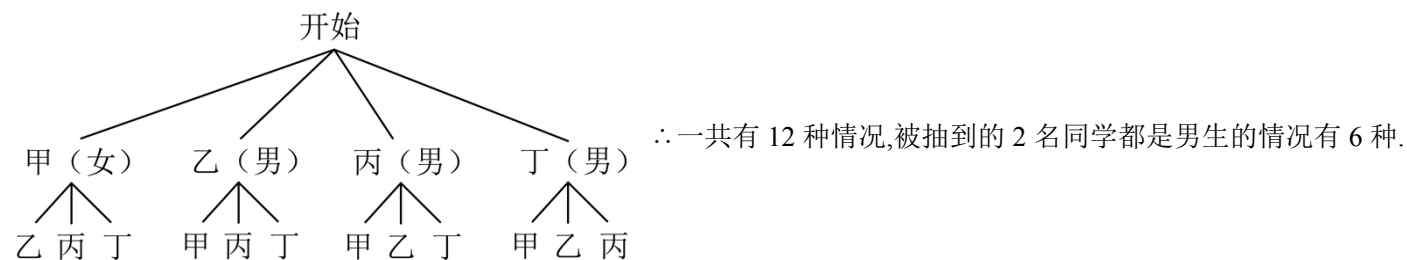 开始
∴一共有 12 种情况,被抽到的 2 名同学都是男生的情况有 6 种.
甲（女） 乙（男） 丙（男） 丁（男）
乙 丙 丁 甲 丙 丁 甲 乙 丁 甲 乙 丙